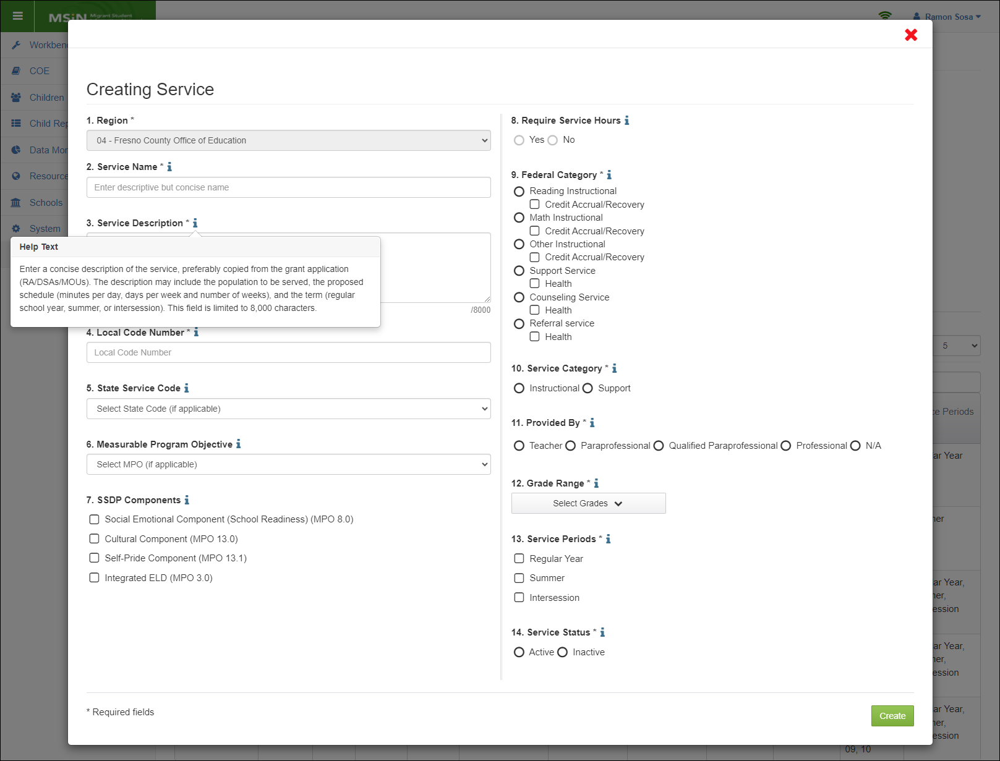 MSiN Migrant Student
Ramon Sosa
Workben
COE
Children
Child Rep
Data Mon
Resource
Schools
System
Creating Service
1. Region *
04 - Fresno County Office of Education
2. Service Name *
Enter descriptive but concise name
3. Service Description *
Help Text
Enter a concise description of the service, preferably copied from the grant application
(RA/DSAs/MOUs). The description may include the population to be served, the proposed
schedule (minutes per day, days per week and number of weeks), and the term (regular
school year, summer, or intersession). This field is limited to 8,000 characters.
/8000
4. Local Code Number *
Local Code Number
5. State Service Code
Select State Code (if applicable)
6. Measurable Program Objective
Select MPO (if applicable)
7. SSDP Components
Social Emotional Component (School Readiness) (MPO 8.0)
Cultural Component (MPO 13.0)
Self-Pride Component (MPO 13.1)
Integrated ELD (MPO 3.0)
8. Require Service Hours
Yes No
9. Federal Category *
Reading Instructional
Credit Accrual/Recovery
Math Instructional
Credit Accrual/Recovery
Other Instructional
Credit Accrual/Recovery
Support Service
Health
Counseling Service
Health
Referral service
Health
10. Service Category *
Instructional Support
11. Provided By *
Teacher Paraprofessional Qualified Paraprofessional Professional N/A
12. Grade Range *
Select Grades
13. Service Periods *
Regular Year
Summer
Intersession
14. Service Status *
Active Inactive
* Required fields
Create
5
ce Periods
ar Year
ner
ar Year,
ner,
ession
ar Year,
ner,
ession
ar Year,
ner,
ession
09, 10